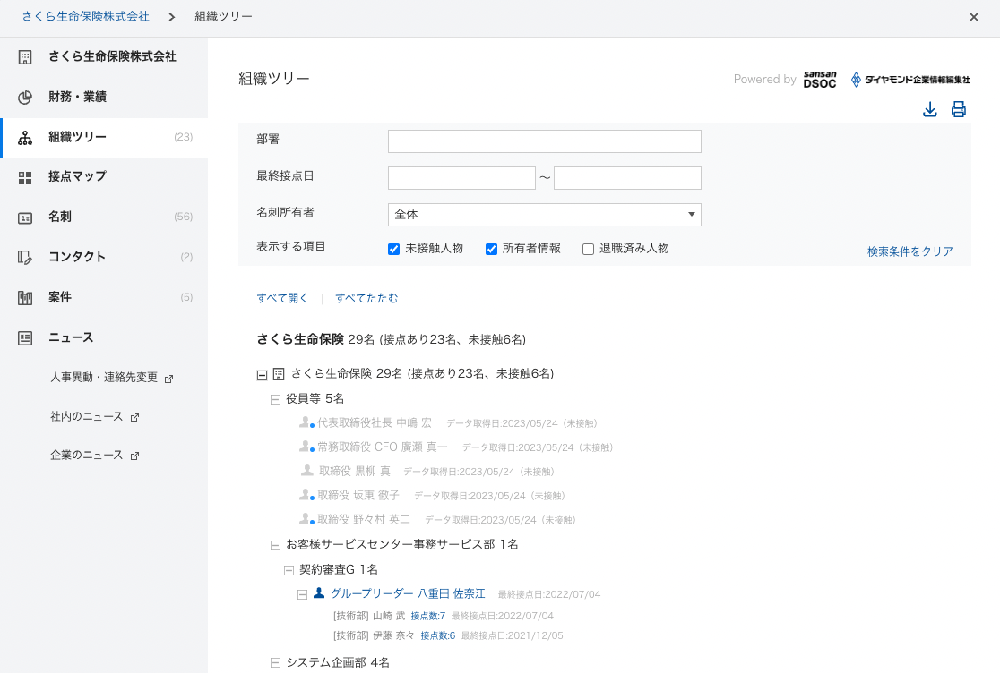 さくら生命保険株式会社 > 組織ツリー ×
さくら生命保険株式会社
財務・業績
組織ツリー (23)
接点マップ
名刺 (56)
コンタクト (2)
案件 (5)
ニュース
人事異動・連絡先変更
社内のニュース
企業のニュース
組織ツリー
Powered by sansan DSOC ダイヤモンド企業情報編集社
部署
最終接点日 ～
名刺所有者 全体
表示する項目 未接触人物 所有者情報 退職済み人物
検索条件をクリア
すべて開く すべてたたむ
さくら生命保険 29名 (接点あり23名、未接触6名)
さくら生命保険 29名 (接点あり23名、未接触6名)
役員等 5名
代表取締役社長 中嶋 宏 データ取得日:2023/05/24（未接触）
常務取締役 CFO 廣瀬 真一 データ取得日:2023/05/24（未接触）
取締役 黒柳 真 データ取得日:2023/05/24（未接触）
取締役 坂東 徹子 データ取得日:2023/05/24（未接触）
取締役 野々村 英二 データ取得日:2023/05/24（未接触）
お客様サービスセンター事務サービス部 1名
契約審査G 1名
グループリーダー 八重田 佐奈江 最終接点日:2022/07/04
[技術部] 山崎 武 接点数:7 最終接点日:2022/07/04
[技術部] 伊藤 奈々 接点数:6 最終接点日:2021/12/05
システム企画部 4名